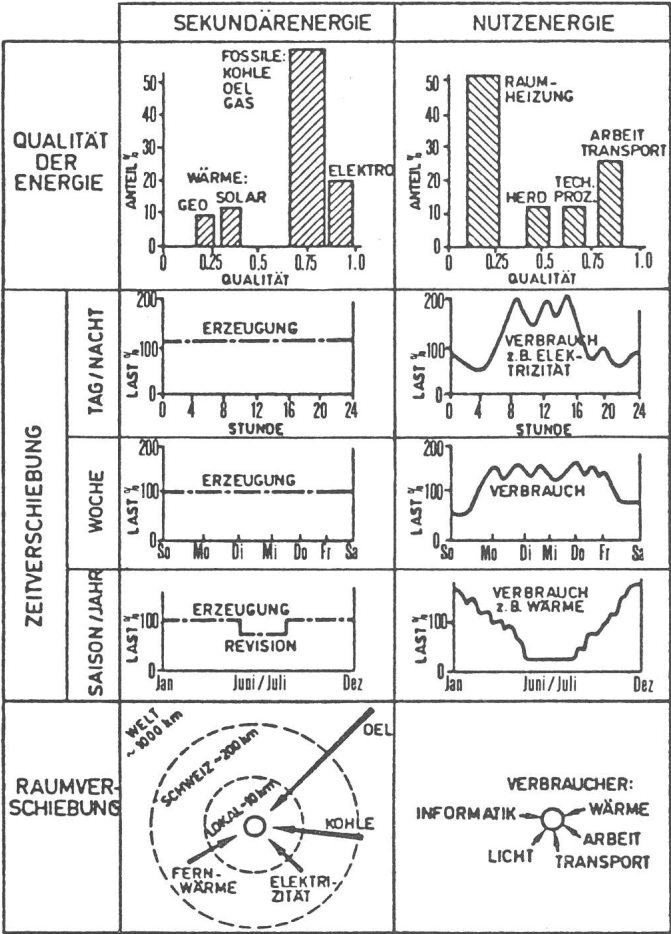 SEKUNDÄRENERGIE
NUTZENERGIE
QUALITÄT
DER
ENERGIE
ANTEIL %
50
40
30
20
10
0
FOSSILE:
KOHLE
OEL
GAS
WÄRME:
GEO
SOLAR
ELEKTRO
0
0.25
0.5
0.75
1.0
QUALITÄT
ANTEIL %
50
40
30
20
10
0
RAUM-
HEIZUNG
HERD
TECH.
PROZ.
ARBEIT
TRANSPORT
0
0.25
0.5
0.75
1.0
QUALITÄT
ZEITVERSCHIEBUNG
TAG/NACHT
LAST %
200
100
0
ERZEUGUNG
0 4 8 12 16 20 24
STUNDE
LAST %
200
100
0
VERBRAUCH
z.B. ELEK-
TRIZITÄT
0 4 8 12 16 20 24
STUNDE
WOCHE
LAST %
200
100
0
ERZEUGUNG
So Mo Di Mi Do Fr Sa
LAST %
200
100
0
VERBRAUCH
So Mo Di Mi Do Fr Sa
SAISON/JAHR
LAST %
100
0
ERZEUGUNG
REVISION
Jan Juni/Juli Dez
LAST %
100
0
VERBRAUCH
z.B. WÄRME
Jan Juni/Juli Dez
RAUMVER-
SCHIEBUNG
WELT
~1000 km
SCHWEIZ ~200 km
LOKAL ~10 km
OEL
KOHLE
FERN-
WÄRME
ELEKTRI-
ZITÄT
VERBRAUCHER:
INFORMATIK
WÄRME
ARBEIT
LICHT
TRANSPORT